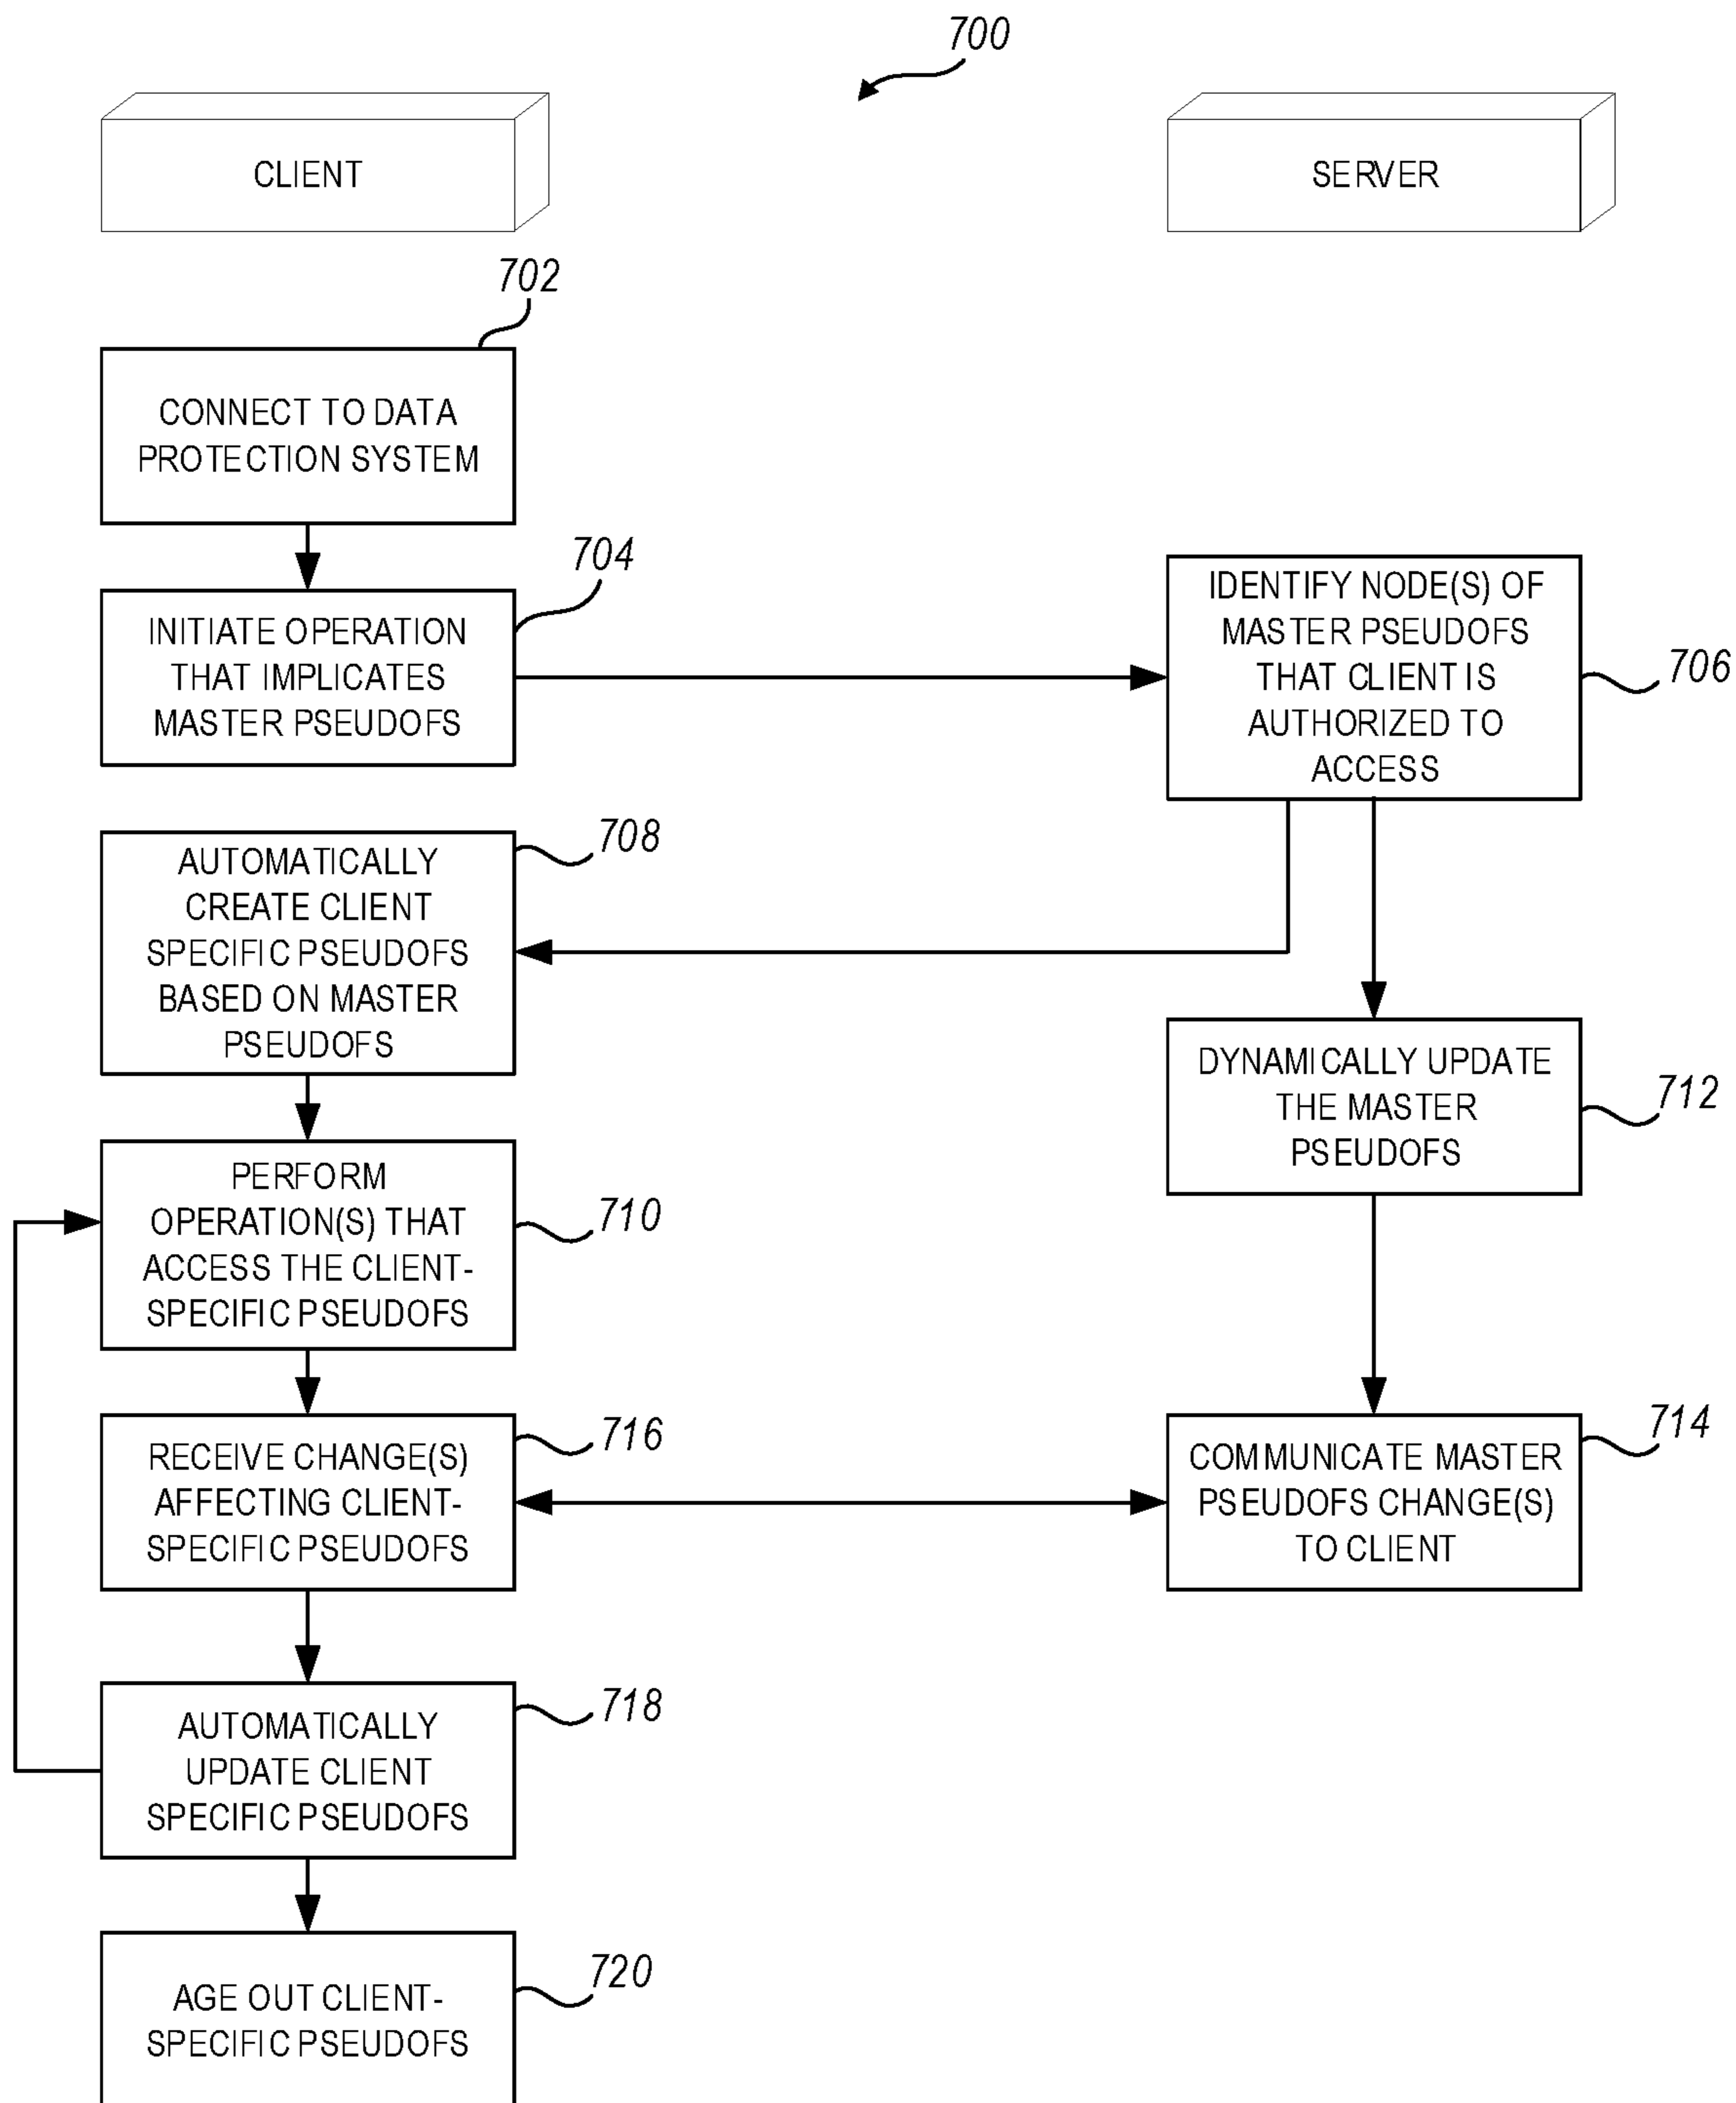 700
CLIENT
SERVER
702
CONNECT TO DATA
PROTECTION SYSTEM
704
INITIATE OPERATION
THAT IMPLICATES
MASTER PSEUDOFS
IDENTIFY NODE(S) OF
MASTER PSEUDOFS
THAT CLIENT IS
AUTHORIZED TO
ACCESS
706
708
AUTOMATICALLY
CREATE CLIENT
SPECIFIC PSEUDOFS
BASED ON MASTER
PSEUDOFS
DYNAMICALLY UPDATE
THE MASTER
PSEUDOFS
712
PERFORM
OPERATION(S) THAT
ACCESS THE CLIENT-
SPECIFIC PSEUDOFS
710
RECEIVE CHANGE(S)
AFFECTING CLIENT-
SPECIFIC PSEUDOFS
716
COMMUNICATE MASTER
PSEUDOFS CHANGE(S)
TO CLIENT
714
AUTOMATICALLY
UPDATE CLIENT
SPECIFIC PSEUDOFS
718
AGE OUT CLIENT-
SPECIFIC PSEUDOFS
720